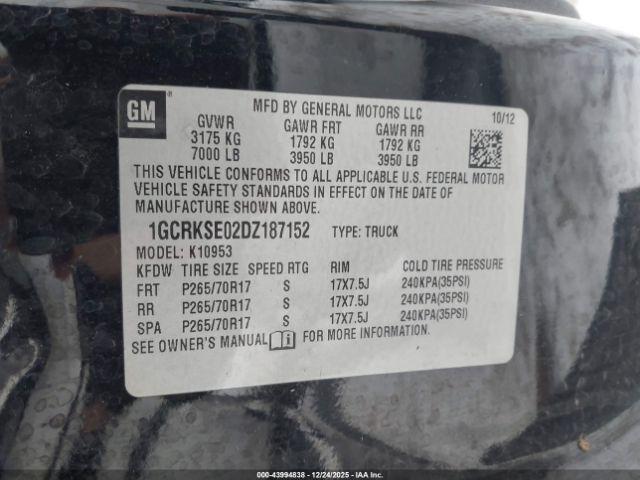 GM
MFD BY GENERAL MOTORS LLC
10/12
GVWR GAWR FRT GAWR RR
3175 KG 1792 KG 1792 KG
7000 LB 3950 LB 3950 LB
THIS VEHICLE CONFORMS TO ALL APPLICABLE U.S. FEDERAL MOTOR
VEHICLE SAFETY STANDARDS IN EFFECT ON THE DATE OF
MANUFACTURE SHOWN ABOVE.
1GCRKSE02DZ187152 TYPE: TRUCK
MODEL: K10953
KFDW TIRE SIZE SPEED RTG RIM COLD TIRE PRESSURE
FRT P265/70R17 S 17X7.5J 240KPA(35PSI)
RR P265/70R17 S 17X7.5J 240KPA(35PSI)
SPA P265/70R17 S 17X7.5J 240KPA(35PSI)
SEE OWNER'S MANUAL i FOR MORE INFORMATION.
000-43994838 - 12/24/2025 - IAAI.COM